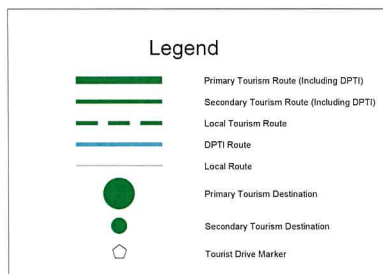 Legend
Primary Tourism Route (Including DPTI)
Secondary Tourism Route (Including DPTI)
Local Tourism Route
DPTI Route
Local Route
Primary Tourism Destination
Secondary Tourism Destination
Tourist Drive Marker